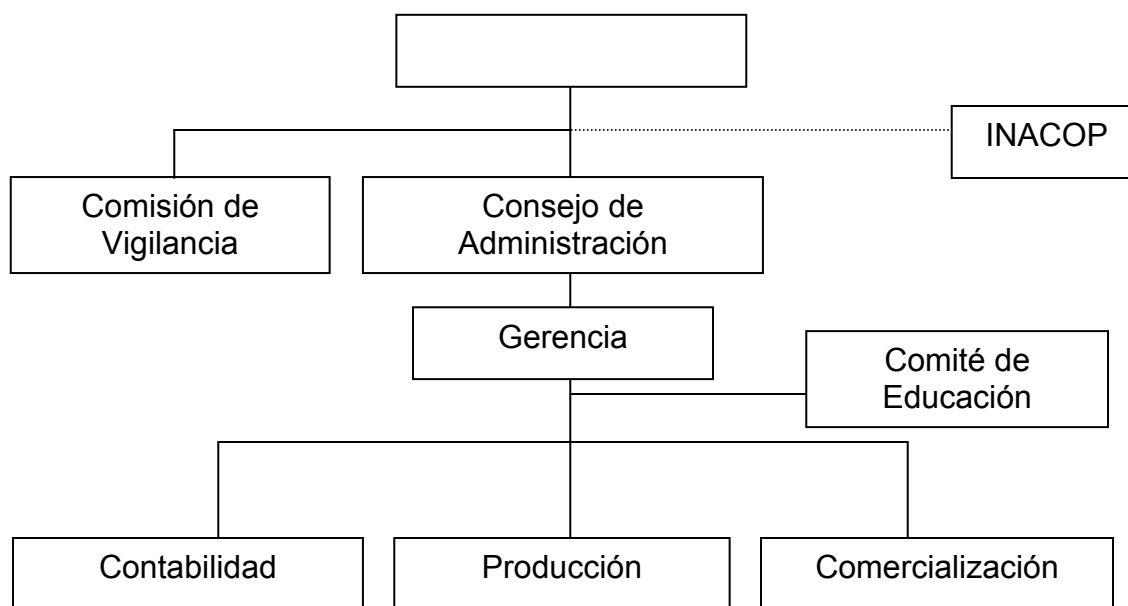 INACOP
Comisión de
Vigilancia
Consejo de
Administración
Gerencia
Comité de
Educación
Contabilidad
Producción
Comercialización